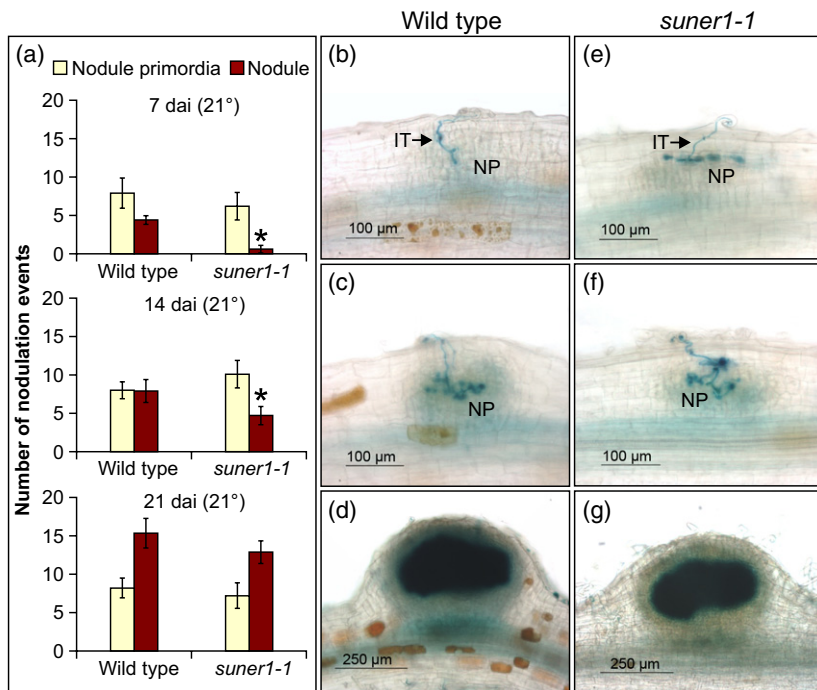 Wild type
suner1-1
(a)
Nodule primordia Nodule
Number of nodulation events
7 dai (21°)
20
15
10
5
0
Wild type suner1-1
*
14 dai (21°)
20
15
10
5
0
Wild type suner1-1
*
21 dai (21°)
20
15
10
5
0
Wild type suner1-1
(b)
IT
NP
100 µm
(c)
NP
100 µm
(d)
250 µm
(e)
IT
NP
100 µm
(f)
NP
100 µm
(g)
250 µm